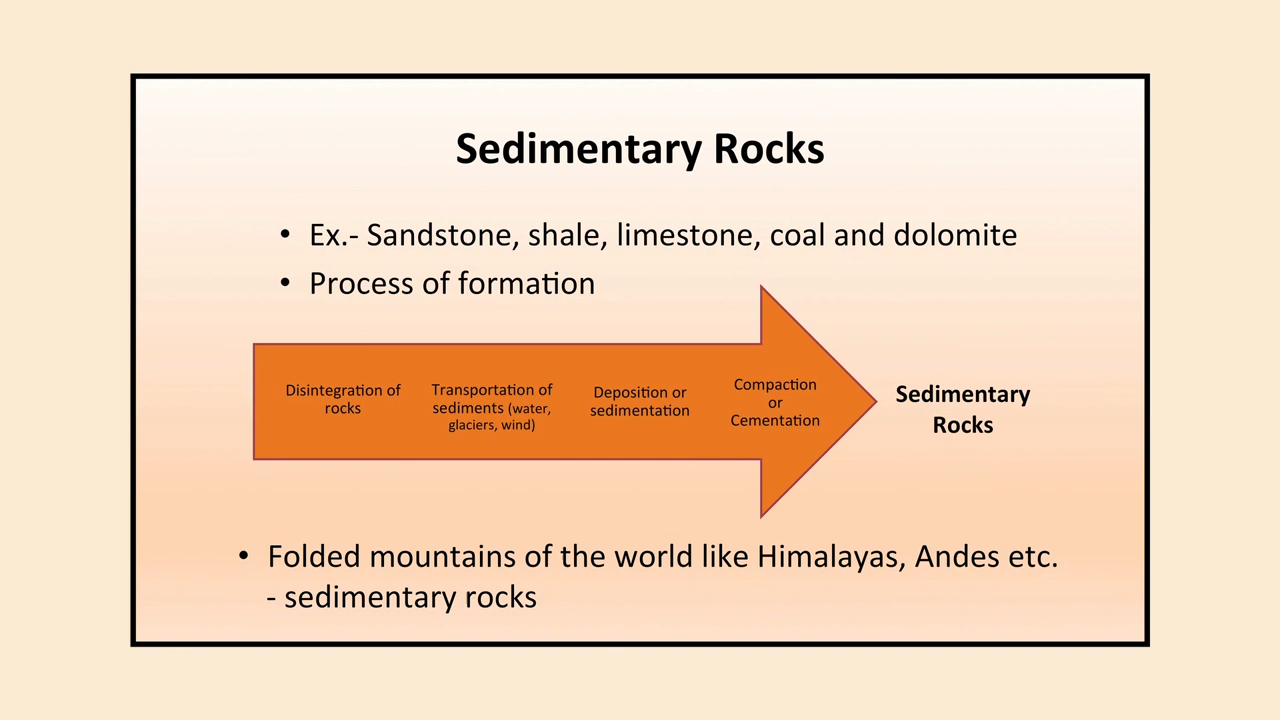 Sedimentary Rocks
• Ex.- Sandstone, shale, limestone, coal and dolomite
• Process of formation
Disintegration of
rocks
Transportation of
sediments (water,
glaciers, wind)
Deposition or
sedimentation
Compaction
or
Cementation
Sedimentary
Rocks
• Folded mountains of the world like Himalayas, Andes etc.
- sedimentary rocks